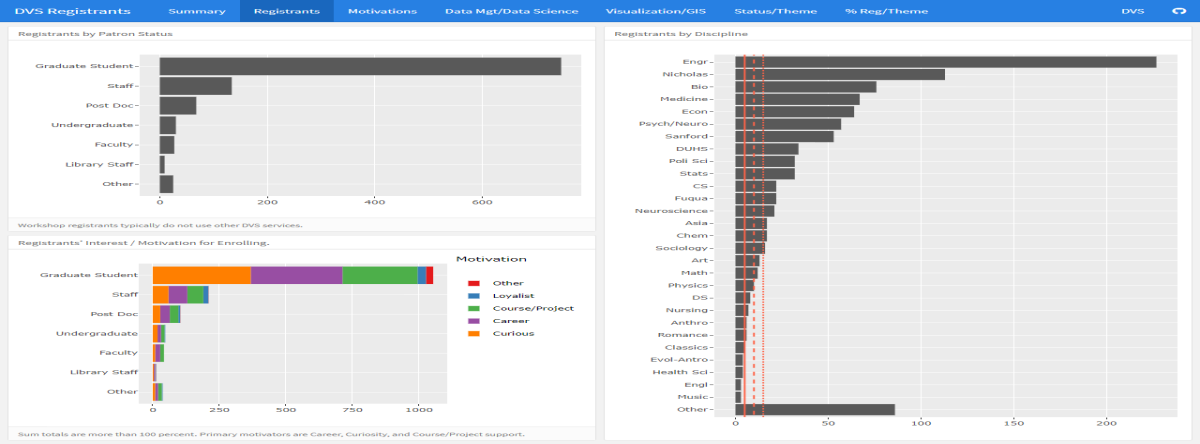 DVS Registrants Summary Registrants Motivations Data Mgt/Data Science Visualization/GIS Status/Theme % Reg/Theme DVS
Registrants by Patron Status
Graduate Student
Staff
Post Doc
Undergraduate
Faculty
Library Staff
Other
0 200 400 600
Workshop registrants typically do not use other DVS services.
Registrants' Interest / Motivation for Enrolling.
Graduate Student
Staff
Post Doc
Undergraduate
Faculty
Library Staff
Other
0 250 500 750 1000
Motivation
Other
Loyalist
Course/Project
Career
Curious
Sum totals are more than 100 percent. Primary motivators are Career, Curiosity, and Course/Project support.
Registrants by Discipline
Engr
Nicholas
Bio
Medicine
Econ
Psych/Neuro
Sanford
DUHS
Poli Sci
Stats
CS
Fuqua
Neuroscience
Asia
Chem
Sociology
Art
Math
Physics
DS
Nursing
Anthro
Romance
Classics
Evol-Antro
Health Sci
Engl
Music
Other
0 50 100 150 200